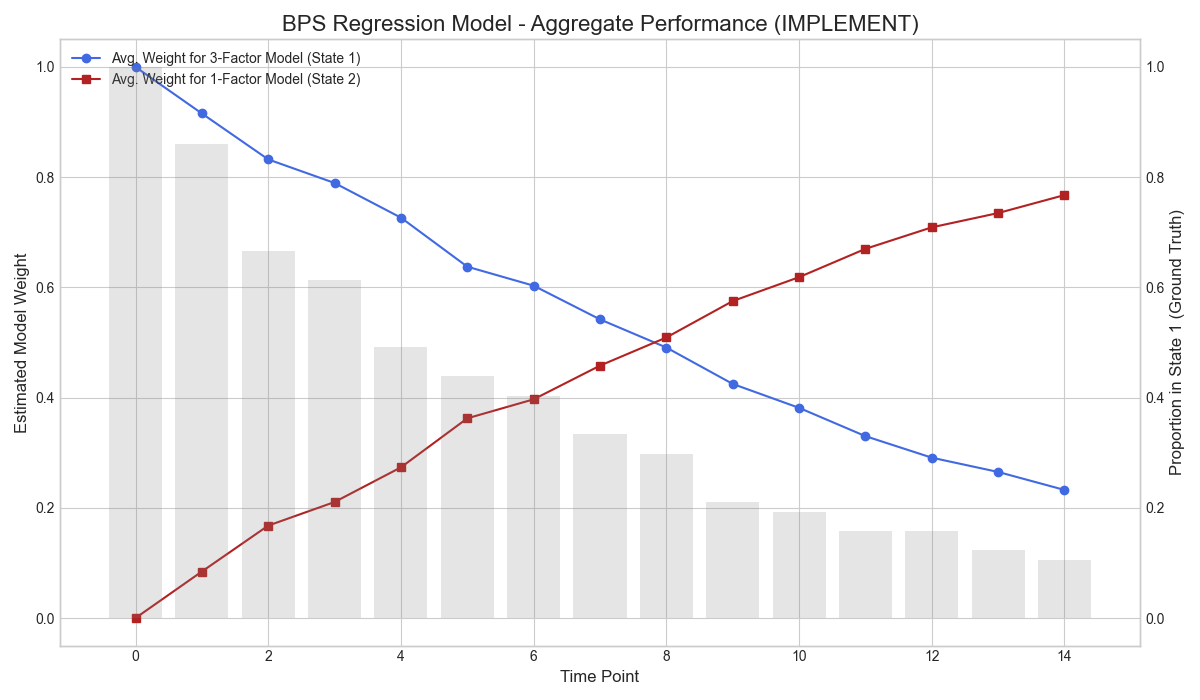 BPS Regression Model - Aggregate Performance (IMPLEMENT)
Avg. Weight for 3-Factor Model (State 1)
Avg. Weight for 1-Factor Model (State 2)
Estimated Model Weight
1.0
0.8
0.6
0.4
0.2
0.0
1.0
0.8
0.6
0.4
0.2
0.0
Proportion in State 1 (Ground Truth)
0 2 4 6 8 10 12 14
Time Point